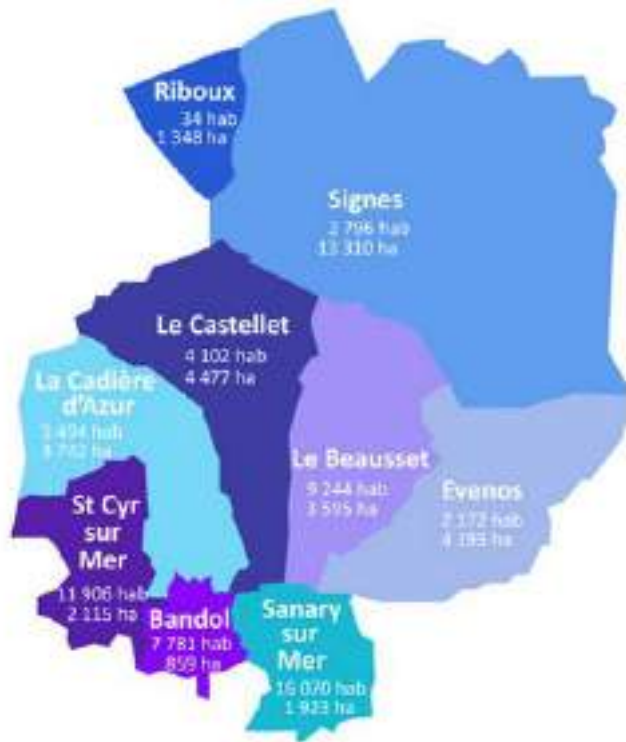 Riboux
34 hab
1 348 ha
Signes
2 796 hab
13 310 ha
Le Castellet
4 102 hab
4 477 ha
La Cadière
d'Azur
hab
ha
Le Beausset
9 244 hab
3 595 ha
Evenos
2 172 hab
4 193 ha
St Cyr
sur
Mer
11 906 hab
2 115 ha
Bandol
7 781 hab
859 ha
Sanary
sur
Mer
16 070 hab
1 923 ha